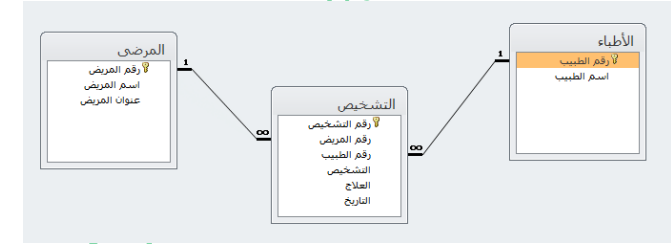 الأطباء
رقم الطبيب
اسم الطبيب
1
∞
التشخيص
رقم التشخيص
رقم المريض
رقم الطبيب
التشخيص
العلاج
التاريخ
∞
1
المرضى
رقم المريض
اسم المريض
عنوان المريض